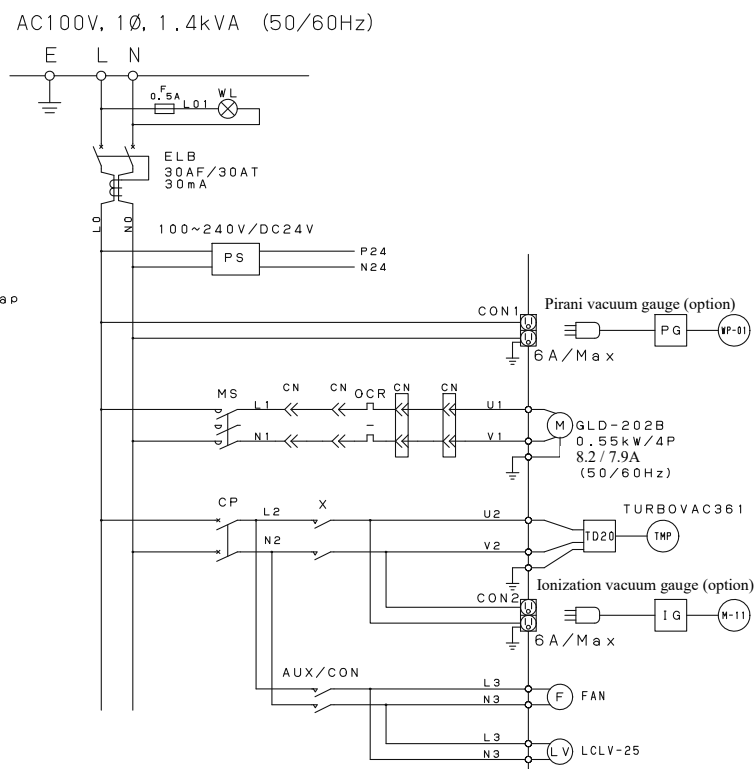 AC100V, 1Ø, 1.4kVA (50/60Hz)
E L N
F
0.5A
L01
WL
ELB
30AF/30AT
30mA
L0
N0
100~240V/DC24V
PS
P24
N24
ap
CON1
Pirani vacuum gauge (option)
PG
WP-01
6A/Max
MS
L1
CN
CN
OCR
CN
CN
U1
N1
V1
M
GLD-202B
0.55kW/4P
8.2 / 7.9A
(50/60Hz)
CP
L2
X
U2
TURBOVAC361
N2
V2
TD20
TMP
Ionization vacuum gauge (option)
CON2
IG
M-11
6A/Max
AUX/CON
L3
N3
F
FAN
L3
N3
LV
LCLV-25